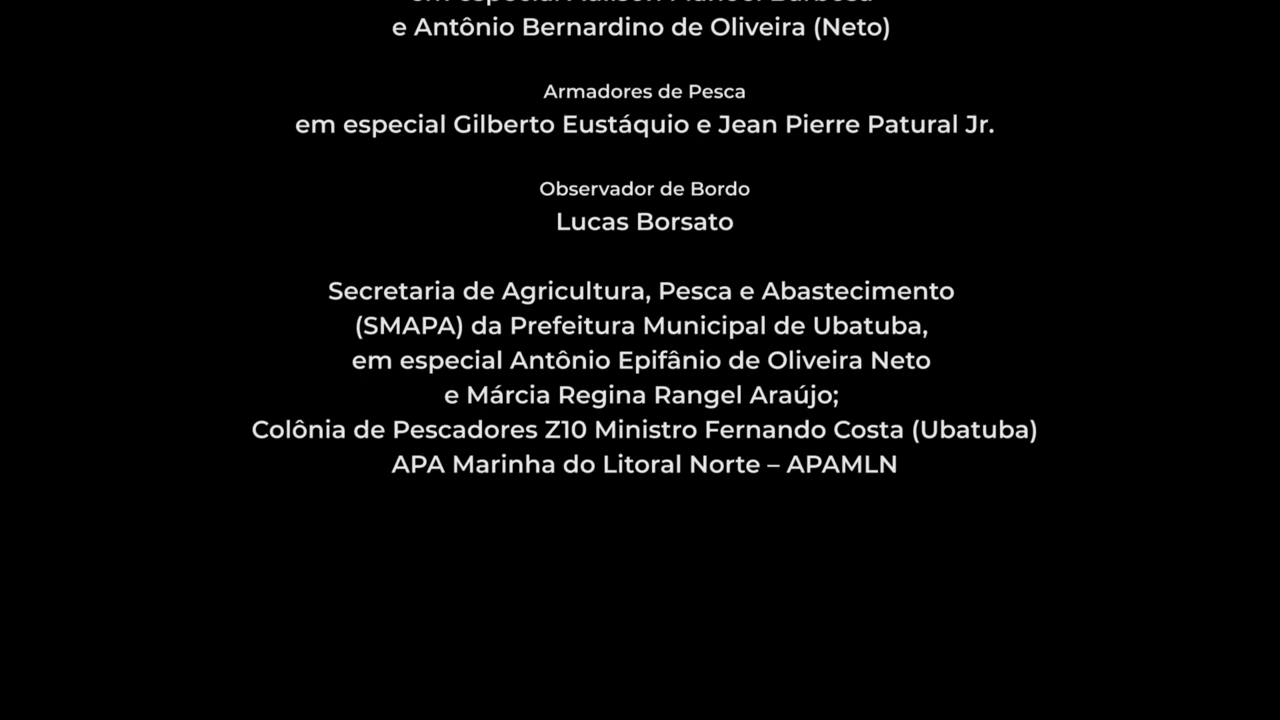 e Antônio Bernardino de Oliveira (Neto)
Armadores de Pesca
em especial Gilberto Eustáquio e Jean Pierre Patural Jr.
Observador de Bordo
Lucas Borsato
Secretaria de Agricultura, Pesca e Abastecimento
(SMAPA) da Prefeitura Municipal de Ubatuba,
em especial Antônio Epifânio de Oliveira Neto
e Márcia Regina Rangel Araújo;
Colônia de Pescadores Z10 Ministro Fernando Costa (Ubatuba)
APA Marinha do Litoral Norte – APAMLN